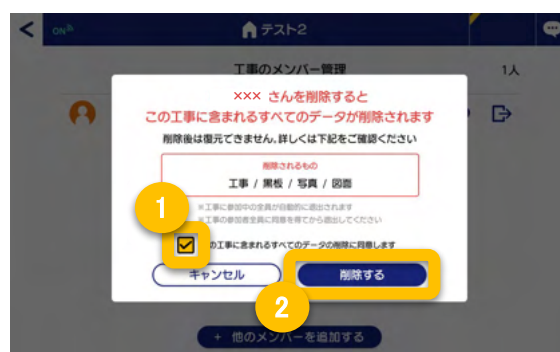 ON
テスト2
工事のメンバー管理
1人
××× さんを削除すると
この工事に含まれるすべてのデータが削除されます
削除後は復元できません。詳しくは下記をご確認ください
削除されるもの
工事 / 黒板 / 写真 / 図面
※工事に参加中の全員が自動的に退出されます
※工事の参加者全員に同意を得てから退出してください
1
の工事に含まれるすべてのデータの削除に同意します
キャンセル
削除する
2
+ 他のメンバーを追加する